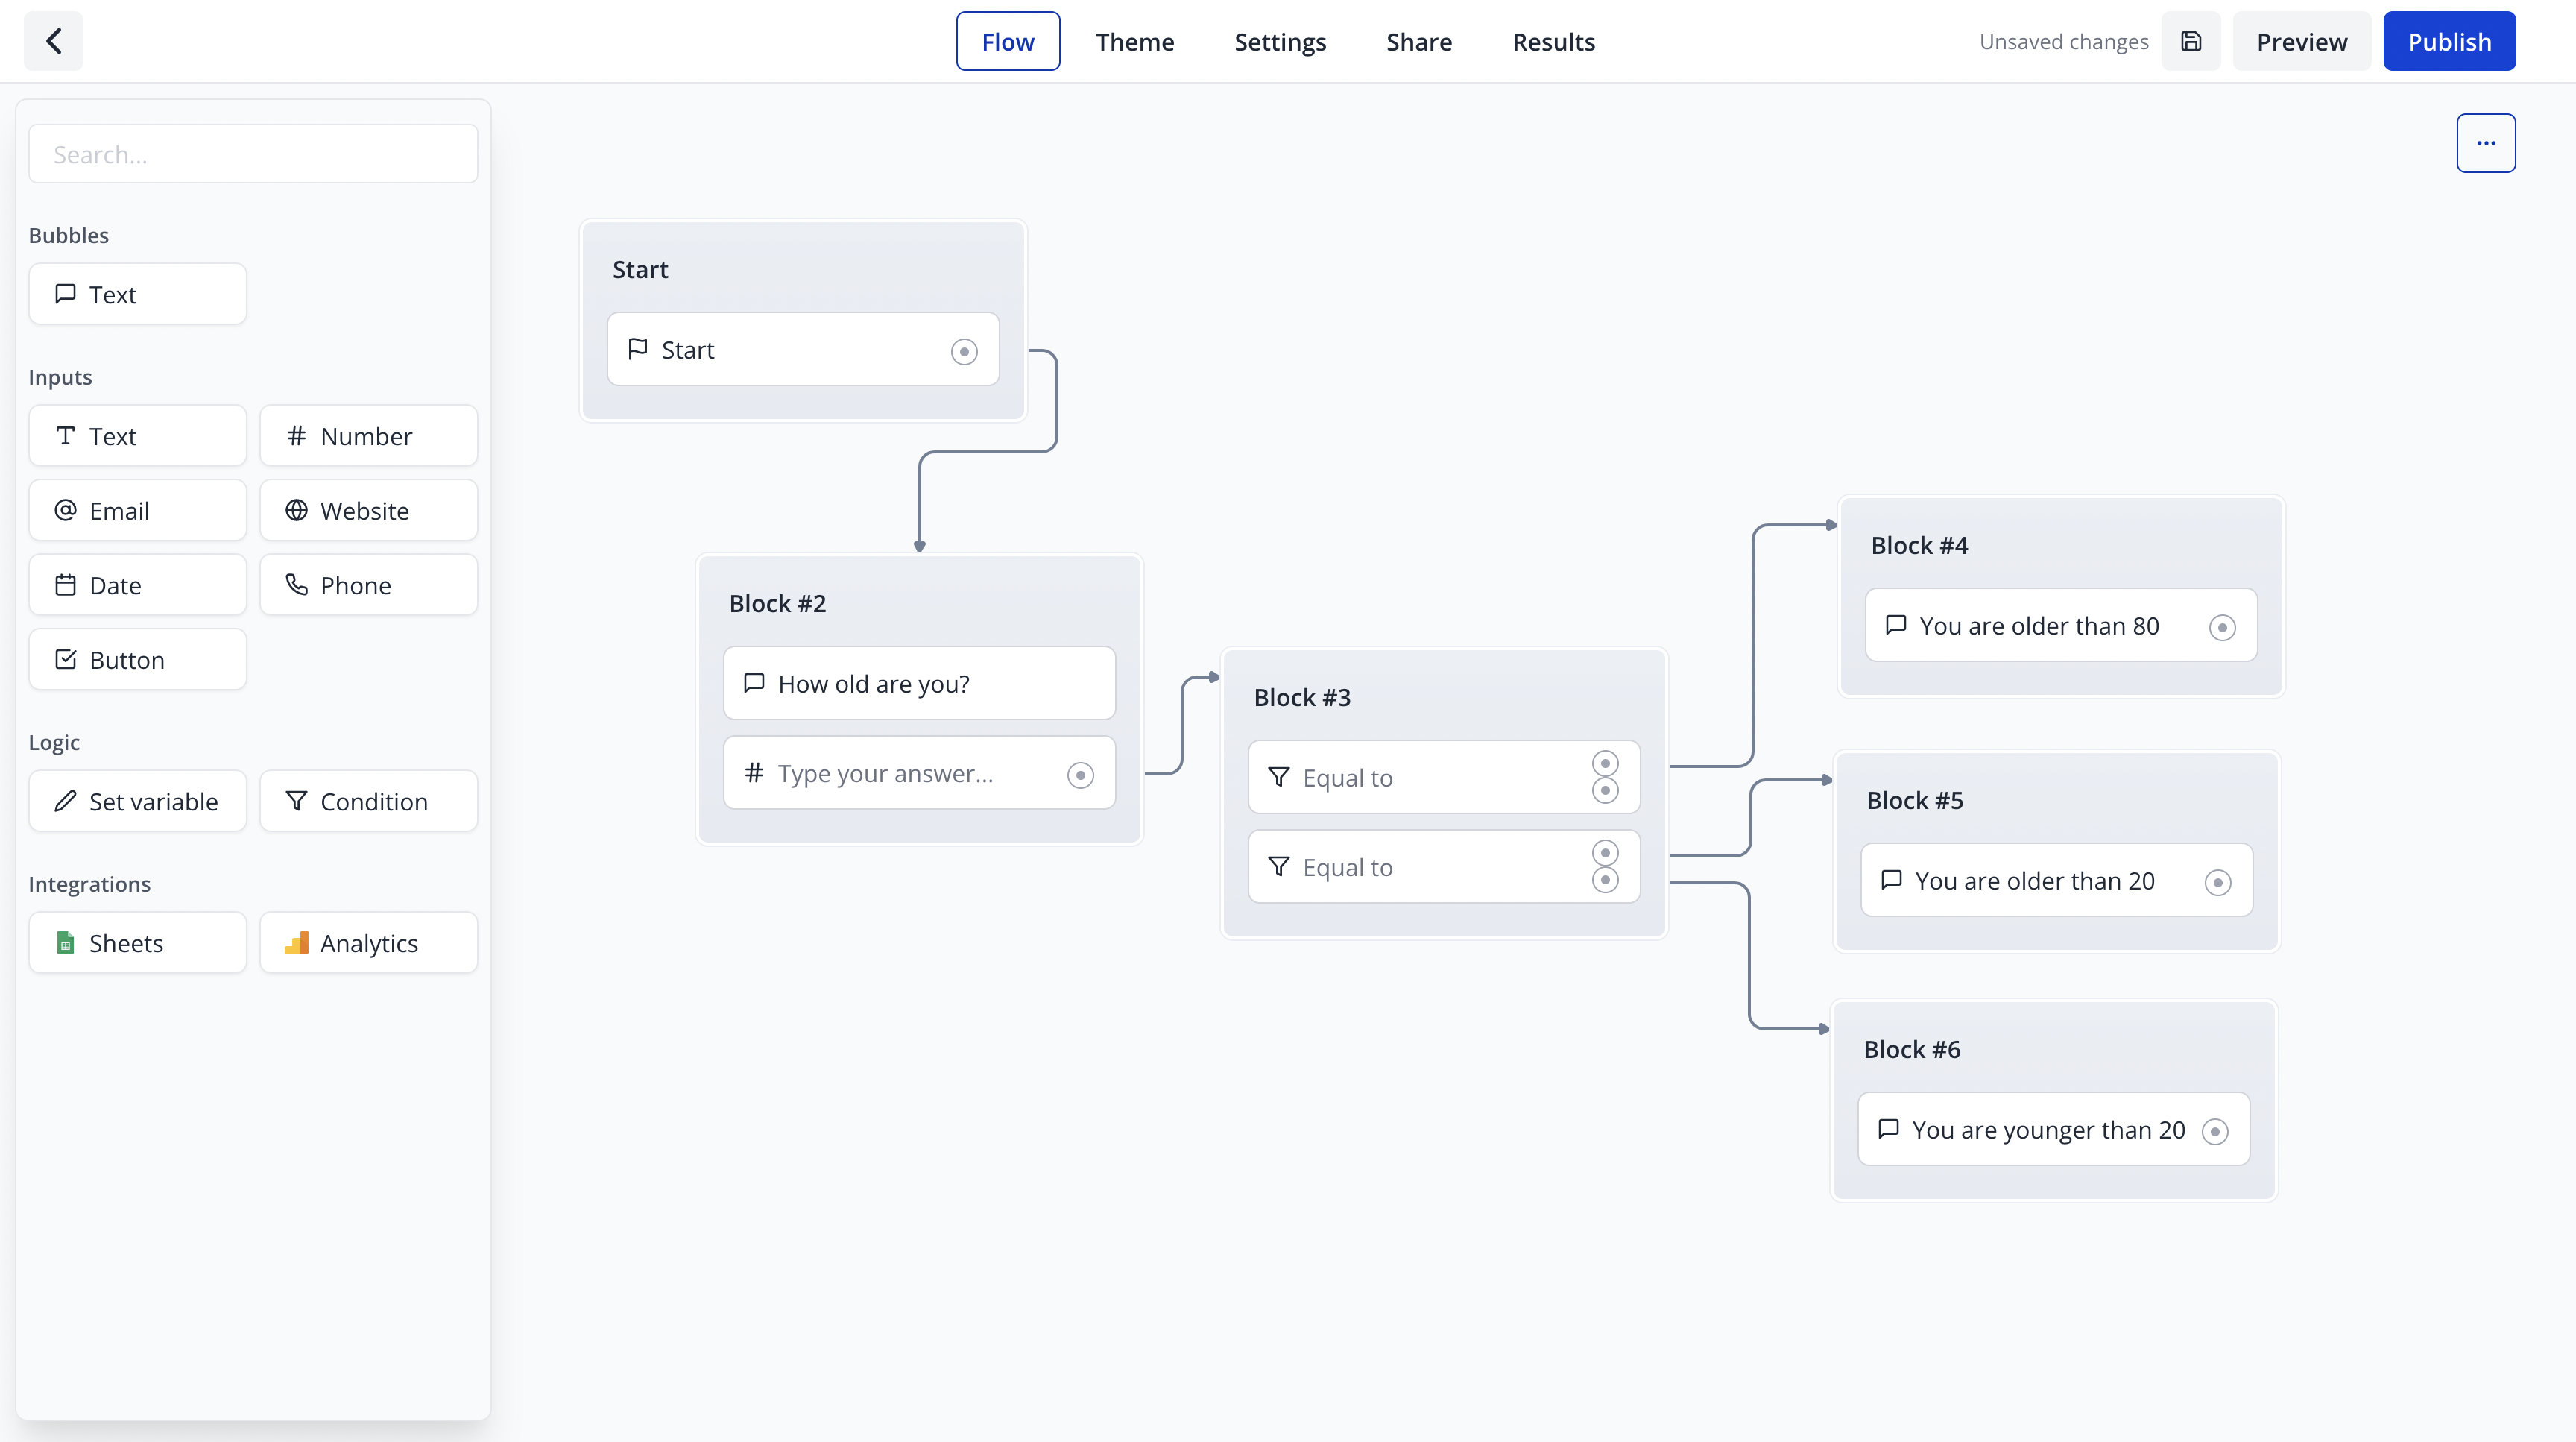 Flow
Theme
Settings
Share
Results
Unsaved changes
Preview
Publish
Search...
Bubbles
Text
Inputs
Text
Number
Email
Website
Date
Phone
Button
Logic
Set variable
Condition
Integrations
Sheets
Analytics
Start
Start
Block #2
How old are you?
Type your answer...
Block #3
Equal to
Equal to
Block #4
You are older than 80
Block #5
You are older than 20
Block #6
You are younger than 20